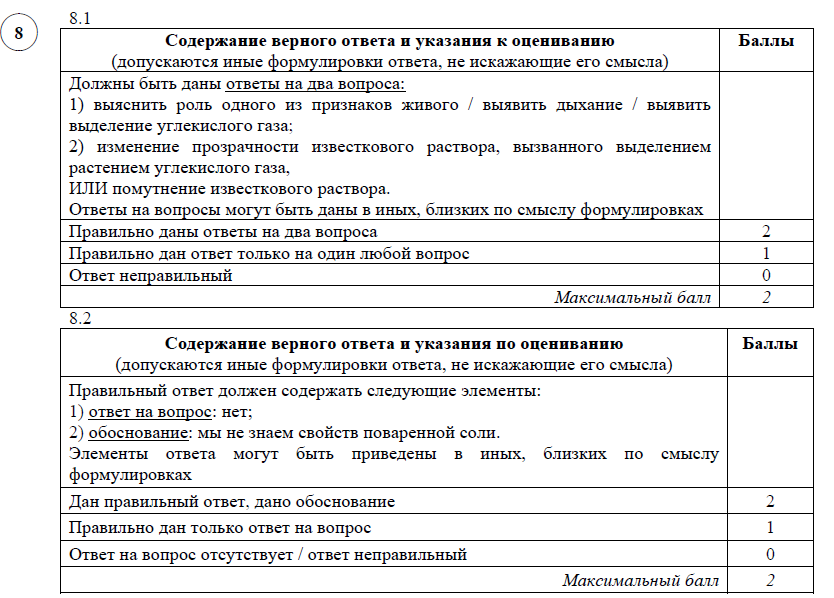 8
8.1
Содержание верного ответа и указания к оцениванию
(допускаются иные формулировки ответа, не искажающие его смысла)
Баллы
Должны быть даны ответы на два вопроса:
1) выяснить роль одного из признаков живого / выявить дыхание / выявить
выделение углекислого газа;
2) изменение прозрачности известкового раствора, вызванного выделением
растением углекислого газа,
ИЛИ помутнение известкового раствора.
Ответы на вопросы могут быть даны в иных, близких по смыслу формулировках
Правильно даны ответы на два вопроса 2
Правильно дан ответ только на один любой вопрос 1
Ответ неправильный 0
Максимальный балл 2
8.2
Содержание верного ответа и указания по оцениванию
(допускаются иные формулировки ответа, не искажающие его смысла)
Баллы
Правильный ответ должен содержать следующие элементы:
1) ответ на вопрос: нет;
2) обоснование: мы не знаем свойств поваренной соли.
Элементы ответа могут быть приведены в иных, близких по смыслу
формулировках
Дан правильный ответ, дано обоснование 2
Правильно дан только ответ на вопрос 1
Ответ на вопрос отсутствует / ответ неправильный 0
Максимальный балл 2